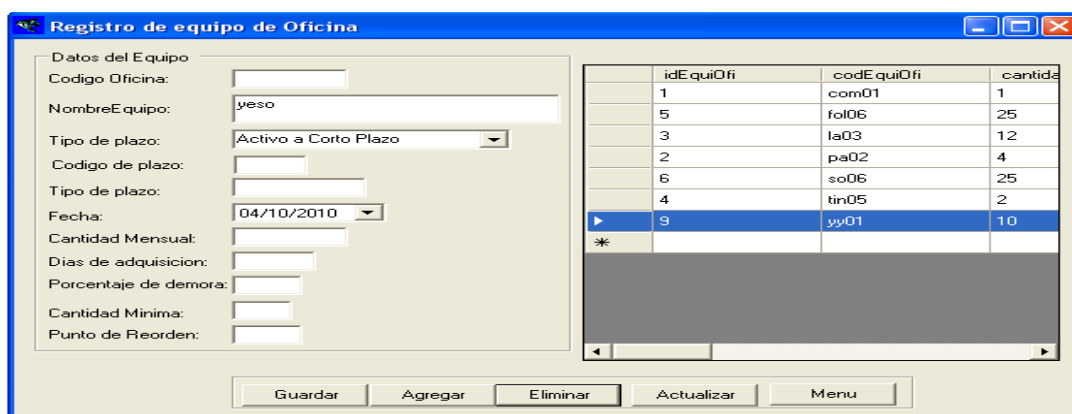 Registro de equipo de Oficina
Datos del Equipo
Codigo Oficina:
NombreEquipo: yeso
Tipo de plazo: Activo a Corto Plazo
Codigo de plazo:
Tipo de plazo:
Fecha: 04/10/2010
Cantidad Mensual:
Dias de adquisicion:
Porcentaje de demora:
Cantidad Minima:
Punto de Reorden:
idEquiOfi codEquiOfi cantida
1 com01 1
5 fol06 25
3 la03 12
2 pa02 4
6 so06 25
4 tin05 2
9 yy01 10
Guardar Agregar Eliminar Actualizar Menu